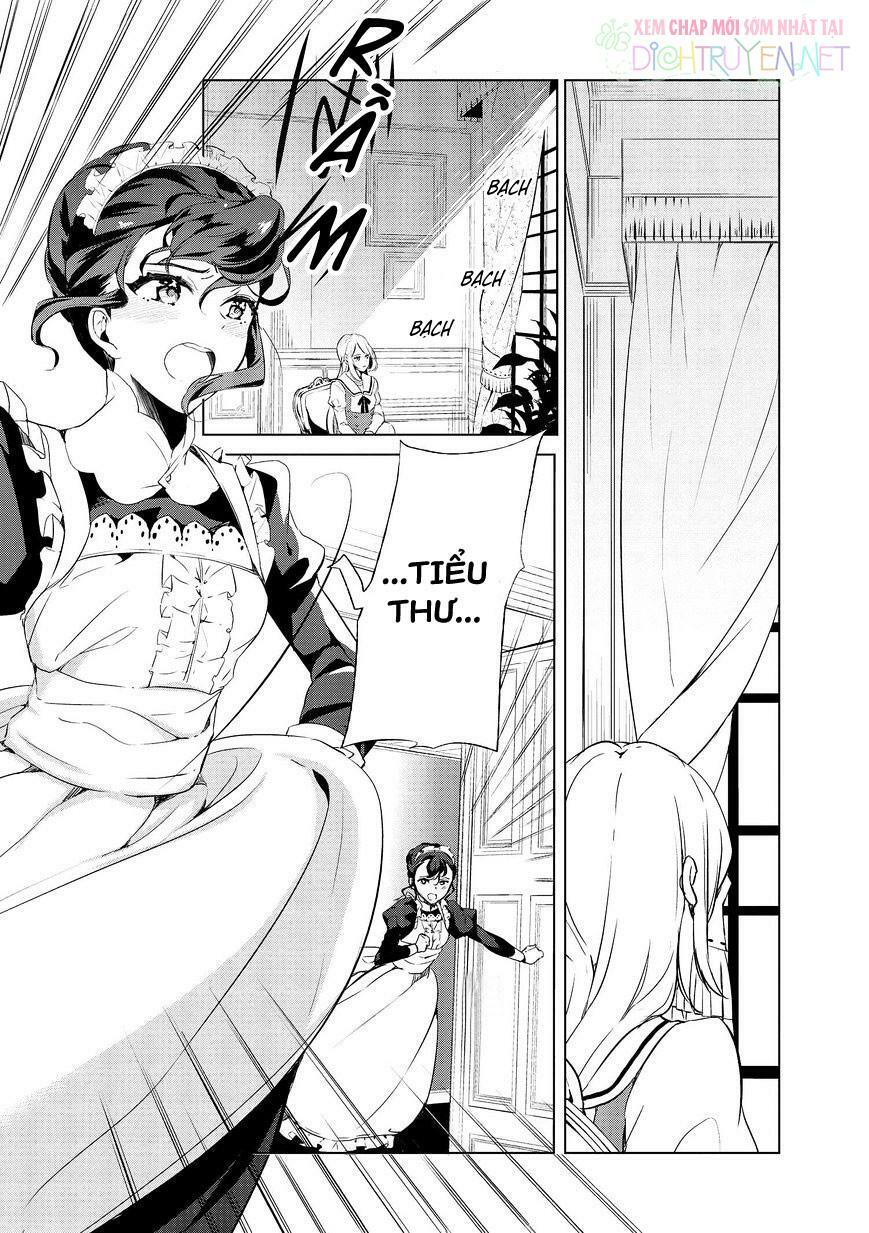 XEM CHAP MỚI SỚM NHẤT TẠI
DICHTRUYEN.NET
BẠCH
BẠCH
BẠCH
RẦM
...TIỂU
THƯ...